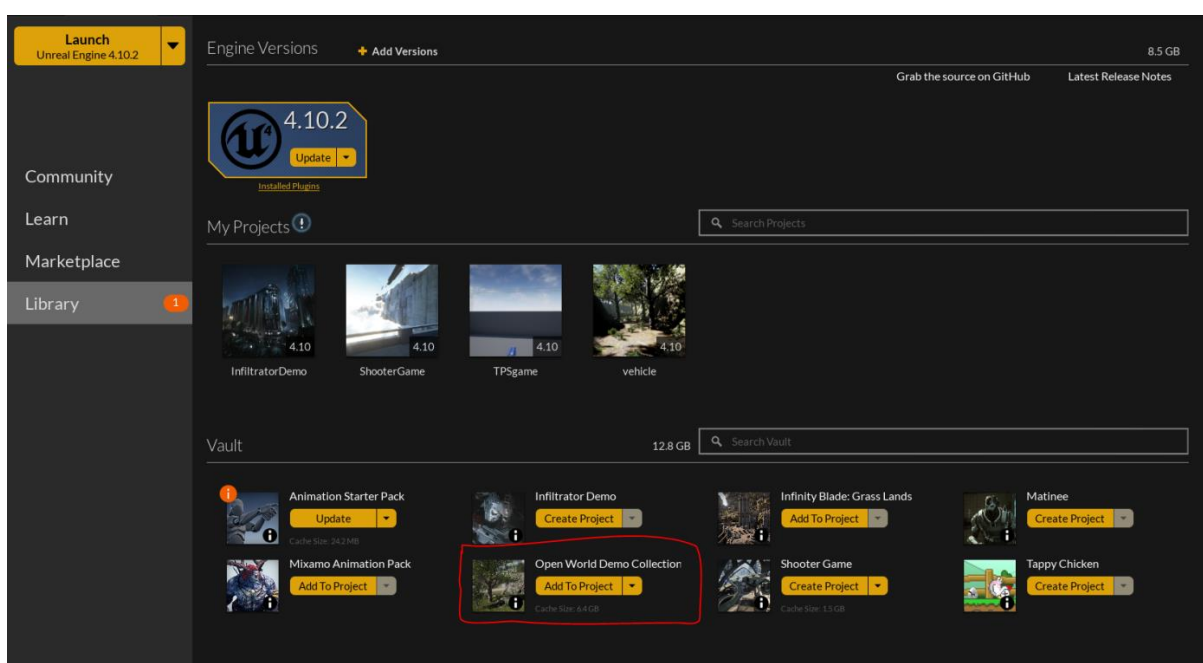 Launch
Unreal Engine 4.10.2
Engine Versions
Add Versions
8.5 GB
Grab the source on GitHub
Latest Release Notes
4.10.2
Update
Installed Plugins
Community
Learn
Marketplace
Library
1
My Projects
Search Projects
4.10
4.10
4.10
4.10
InfiltratorDemo
ShooterGame
TPSgame
vehicle
Vault
12.8 GB
Search Vault
Animation Starter Pack
Update
Cache Size: 242 MB
Infiltrator Demo
Create Project
Infinity Blade: Grass Lands
Add To Project
Matinee
Create Project
Mixamo Animation Pack
Add To Project
Open World Demo Collection
Add To Project
Cache Size: 6.4 GB
Shooter Game
Create Project
Cache Size: 1.5 GB
Tappy Chicken
Create Project